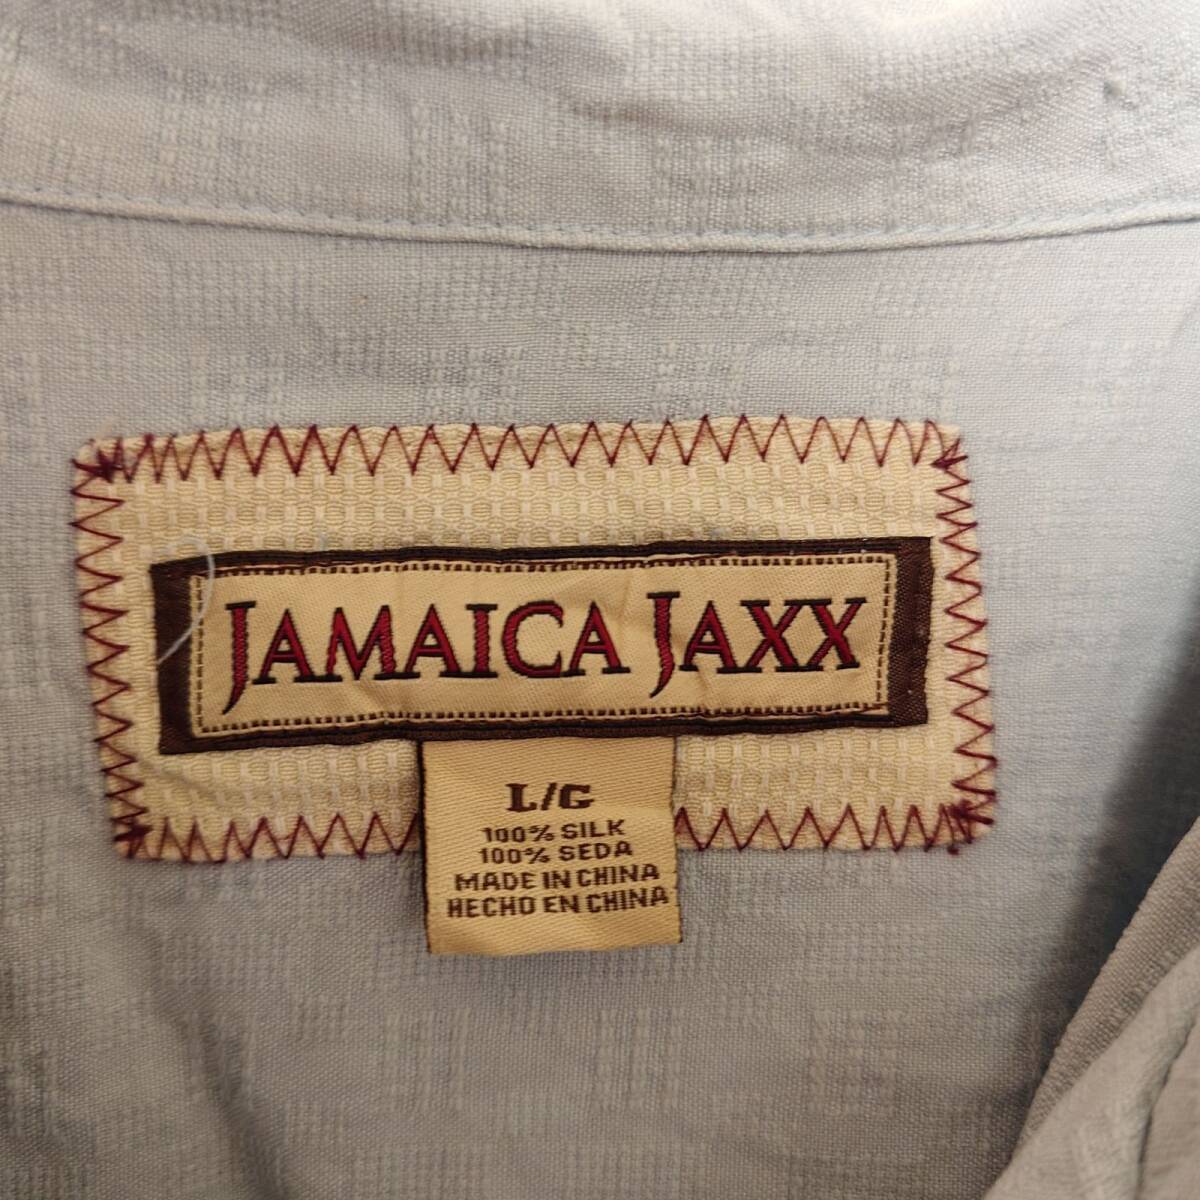 JAMAICA JAXX
L/G
100% SILK
100% SEDA
MADE IN CHINA
HECHO EN CHINA